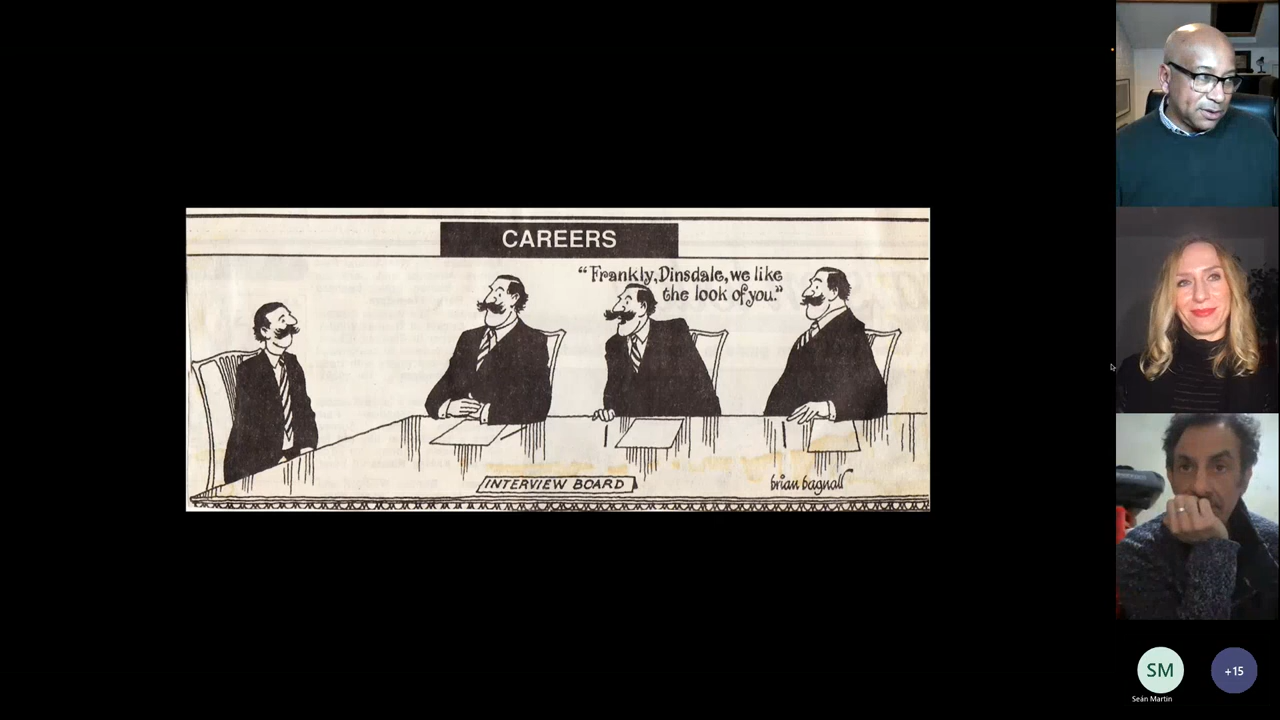 CAREERS
“Frankly, Dinsdale, we like
the look of you.”
INTERVIEW BOARD
brian bagnall
SM
+15
Seán Martin